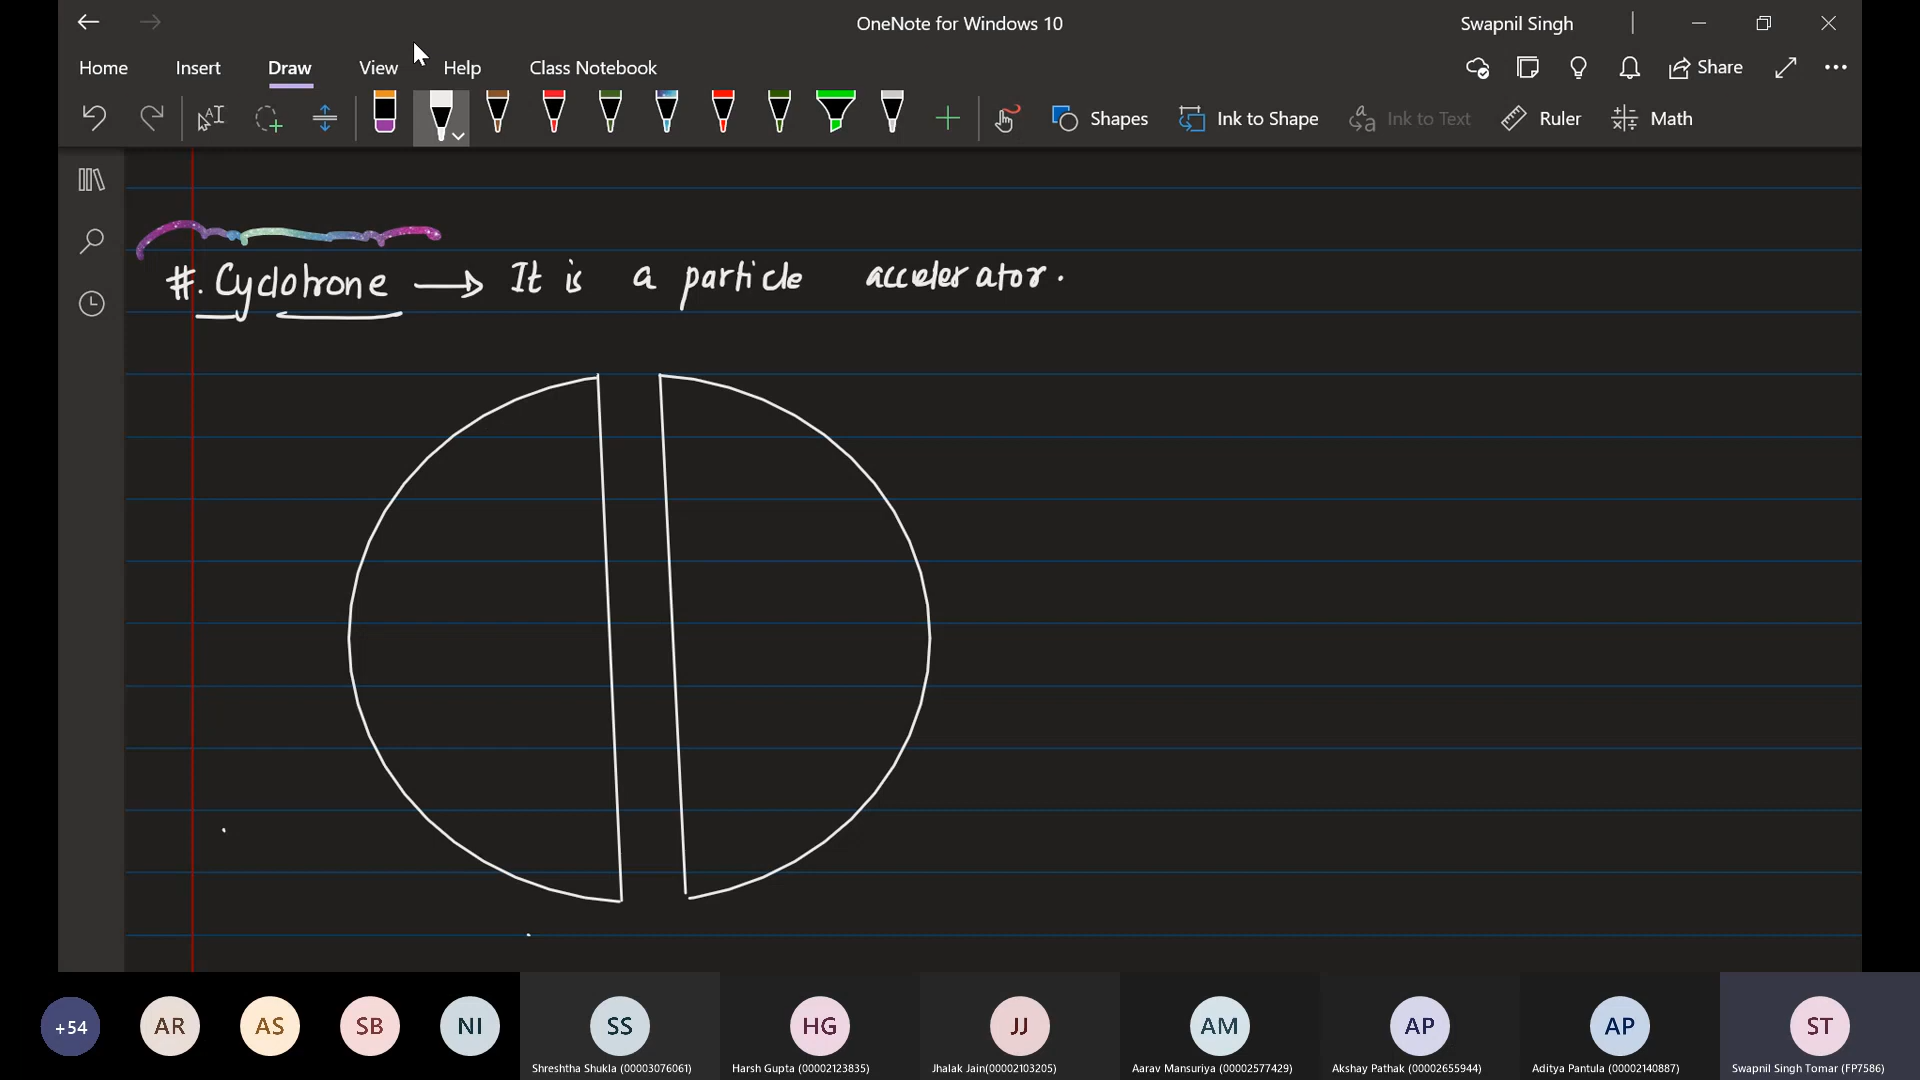 OneNote for Windows 10
Swapnil Singh
Home Insert Draw View Help Class Notebook
Share
Shapes Ink to Shape Ink to Text Ruler Math
#. Cyclotrone → It is a particle accelerator.
+54 AR AS SB NI SS HG JJ AM AP AP ST
Shreshtha Shukla (00003076061) Harsh Gupta (00002123835) Jhalak Jain(00002103205) Aarav Mansuriya (00002577429) Akshay Pathak (00002655944) Aditya Pantula (00002140887) Swapnil Singh Tomar (FP7586)